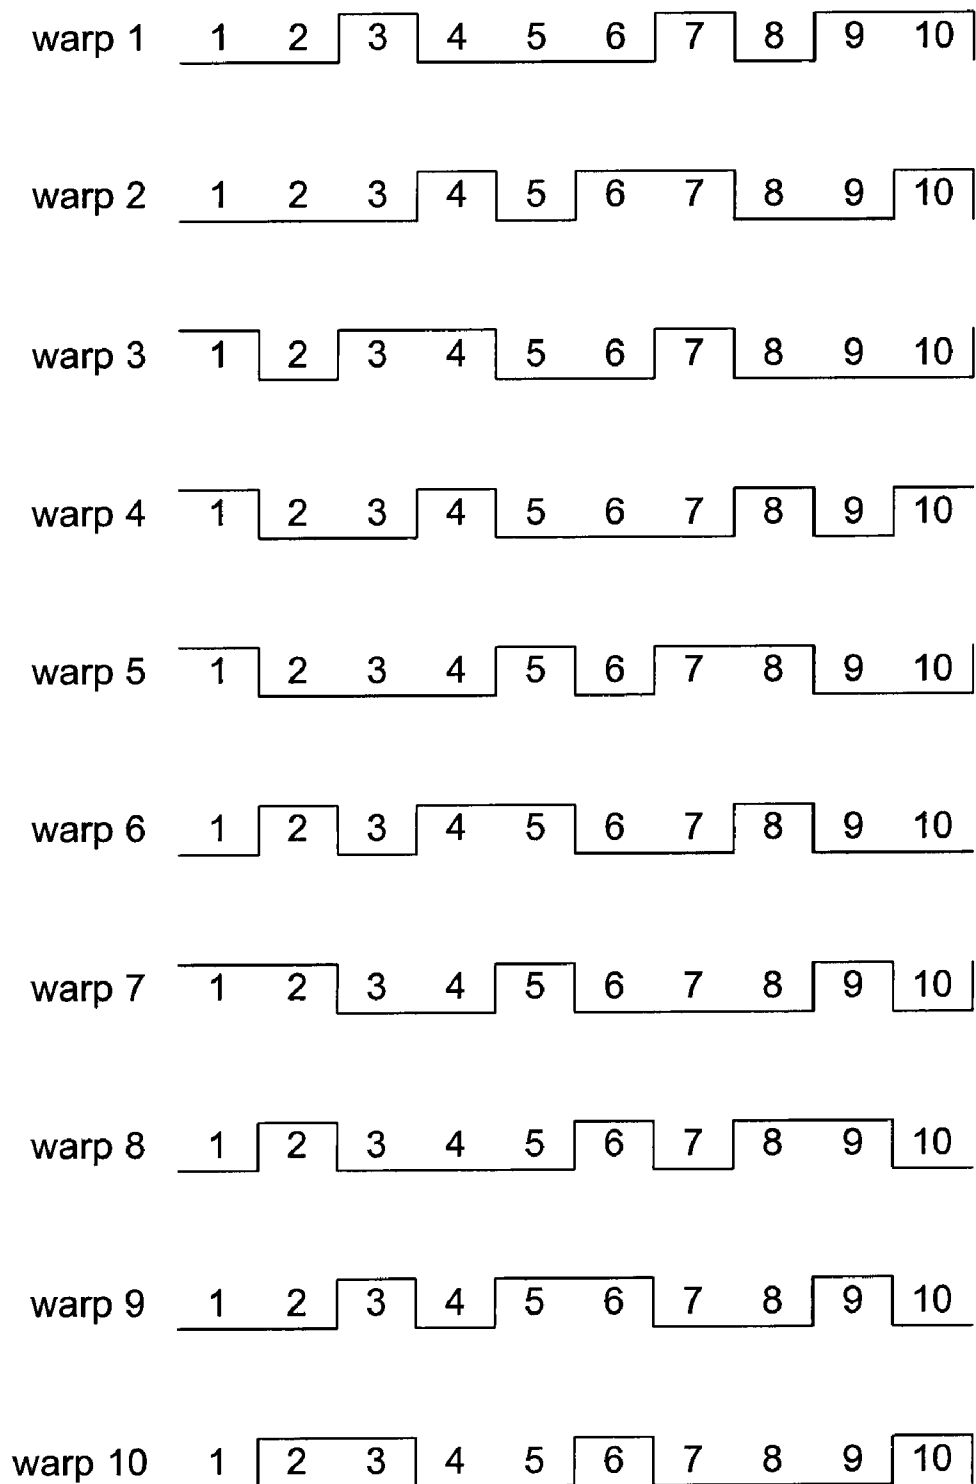 warp 1 1 2 3 4 5 6 7 8 9 10
warp 2 1 2 3 4 5 6 7 8 9 10
warp 3 1 2 3 4 5 6 7 8 9 10
warp 4 1 2 3 4 5 6 7 8 9 10
warp 5 1 2 3 4 5 6 7 8 9 10
warp 6 1 2 3 4 5 6 7 8 9 10
warp 7 1 2 3 4 5 6 7 8 9 10
warp 8 1 2 3 4 5 6 7 8 9 10
warp 9 1 2 3 4 5 6 7 8 9 10
warp 10 1 2 3 4 5 6 7 8 9 10